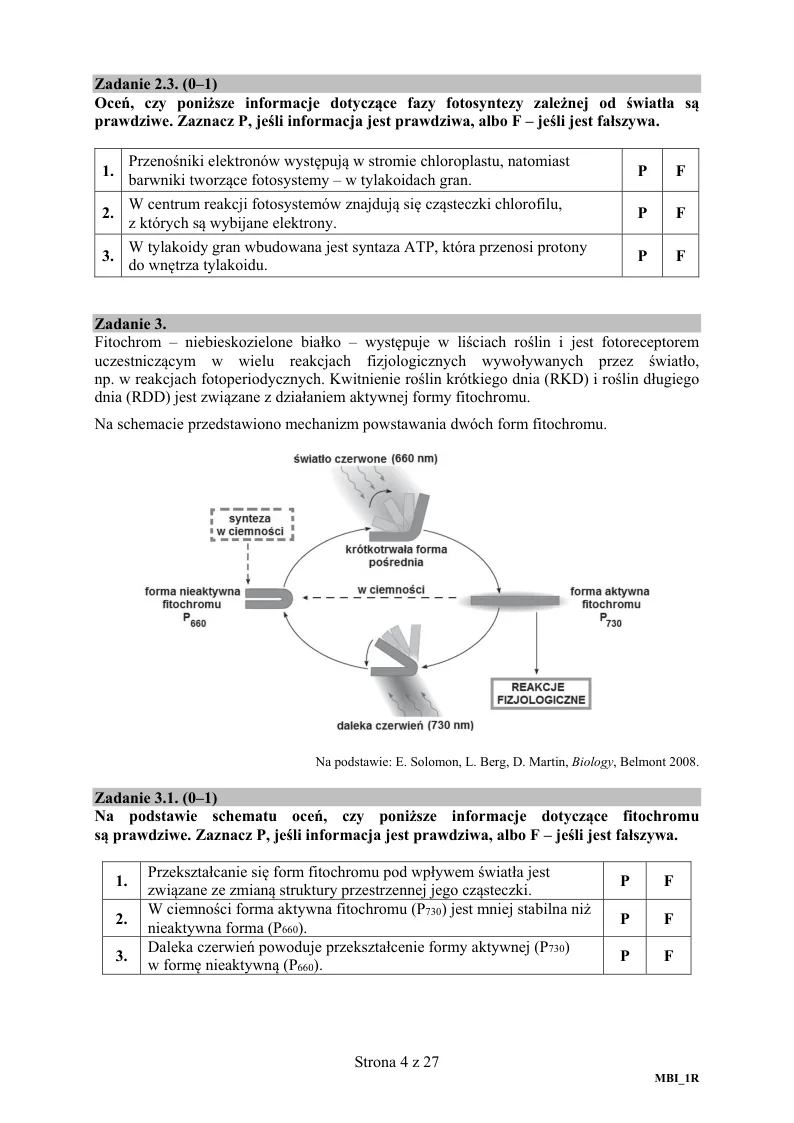 Zadanie 2.3. (0–1)
Oceń, czy poniższe informacje dotyczące fazy fotosyntezy zależnej od światła są
prawdziwe. Zaznacz P, jeśli informacja jest prawdziwa, albo F – jeśli jest fałszywa.
1. Przenośniki elektronów występują w stromie chloroplastu, natomiast
barwniki tworzące fotosystemy – w tylakoidach gran. P F
2. W centrum reakcji fotosystemów znajdują się cząsteczki chlorofilu,
z których są wybijane elektrony. P F
3. W tylakoidy gran wbudowana jest syntaza ATP, która przenosi protony
do wnętrza tylakoidu. P F
Zadanie 3.
Fitochrom – niebieskozielone białko – występuje w liściach roślin i jest fotoreceptorem
uczestniczącym w wielu reakcjach fizjologicznych wywoływanych przez światło,
np. w reakcjach fotoperiodycznych. Kwitnienie roślin krótkiego dnia (RKD) i roślin długiego
dnia (RDD) jest związane z działaniem aktywnej formy fitochromu.
Na schemacie przedstawiono mechanizm powstawania dwóch form fitochromu.
światło czerwone (660 nm)
synteza
w ciemności
krótkotrwała forma
pośrednia
forma nieaktywna
fitochromu
P660
w ciemności
forma aktywna
fitochromu
P730
REAKCJE
FIZJOLOGICZNE
daleka czerwień (730 nm)
Na podstawie: E. Solomon, L. Berg, D. Martin, Biology, Belmont 2008.
Zadanie 3.1. (0–1)
Na podstawie schematu oceń, czy poniższe informacje dotyczące fitochromu
są prawdziwe. Zaznacz P, jeśli informacja jest prawdziwa, albo F – jeśli jest fałszywa.
1. Przekształcanie się form fitochromu pod wpływem światła jest
związane ze zmianą struktury przestrzennej jego cząsteczki. P F
2. W ciemności forma aktywna fitochromu (P730) jest mniej stabilna niż
nieaktywna forma (P660). P F
3. Daleka czerwień powoduje przekształcenie formy aktywnej (P730)
w formę nieaktywną (P660). P F
Strona 4 z 27
MBI_1R